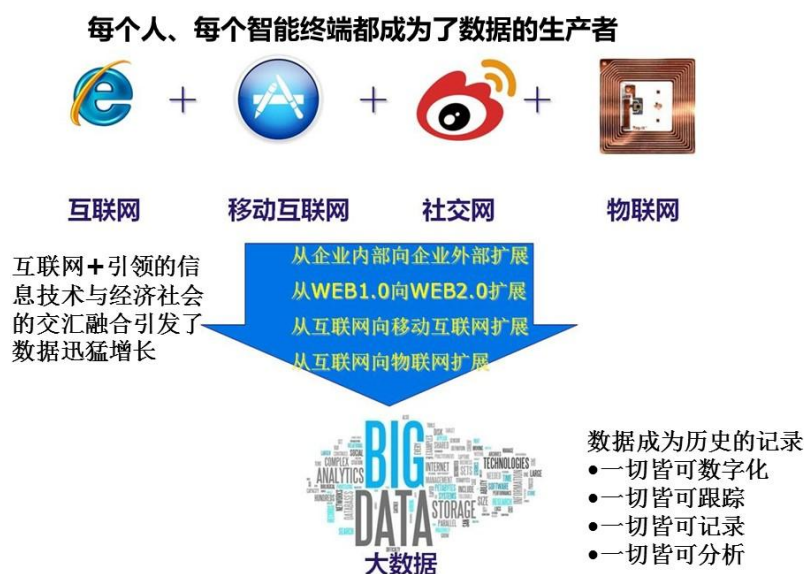 每个人、每个智能终端都成为了数据的生产者
+ + +
互联网 移动互联网 社交网 物联网
互联网+引领的信
息技术与经济社会
的交汇融合引发了
数据迅猛增长
从企业内部向企业外部扩展
从WEB1.0向WEB2.0扩展
从互联网向移动互联网扩展
从互联网向物联网扩展
BIG
DATA
ANALYTICS
COMPLEX
INTERNET
TECHNOLOGIES
STORAGE
大数据
数据成为历史的记录
•一切皆可数字化
•一切皆可跟踪
•一切皆可记录
•一切皆可分析